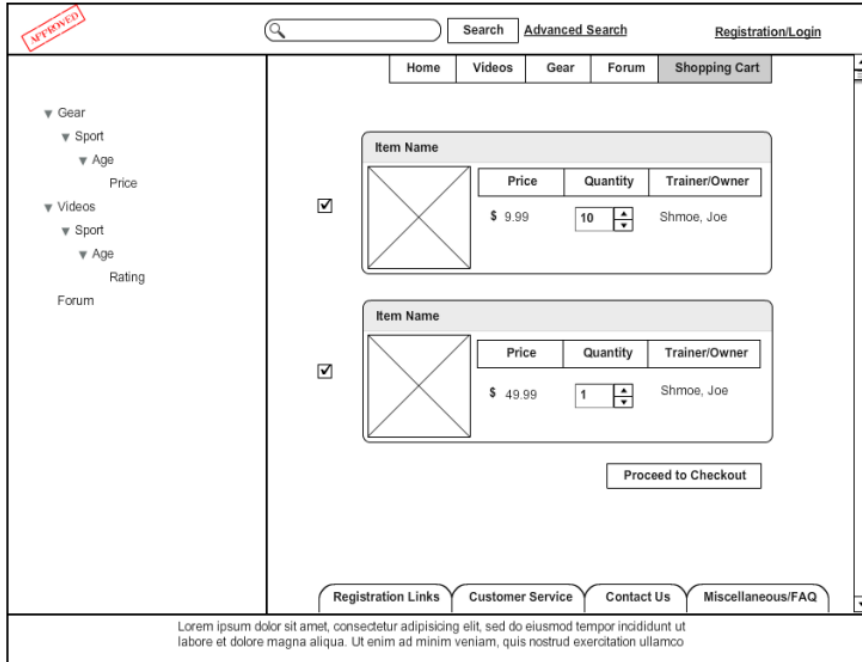 APPROVED
Search Advanced Search Registration/Login
Home Videos Gear Forum Shopping Cart
Gear
Sport
Age
Price
Videos
Sport
Age
Rating
Forum
Item Name
Price Quantity Trainer/Owner
$ 9.99 10 Shmoe, Joe
Item Name
Price Quantity Trainer/Owner
$ 49.99 1 Shmoe, Joe
Proceed to Checkout
Registration Links Customer Service Contact Us Miscellaneous/FAQ
Lorem ipsum dolor sit amet, consectetur adipisicing elit, sed do eiusmod tempor incididunt ut
labore et dolore magna aliqua. Ut enim ad minim veniam, quis nostrud exercitation ullamco